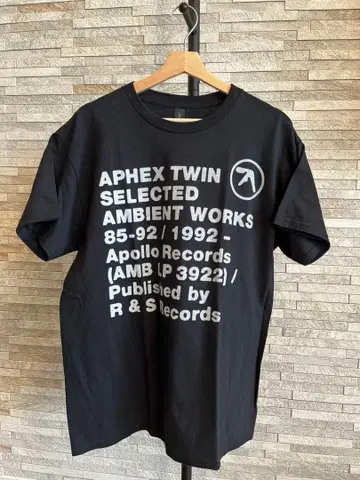 APHEX TWIN
SELECTED
AMBIENT WORKS
85-92 / 1992 -
Apollo Records
(AMB LP 3922) /
Published by
R & S Records